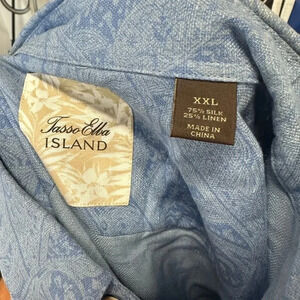 Tasso Elba
ISLAND
XXL
75% SILK
25% LINEN
MADE IN
CHINA